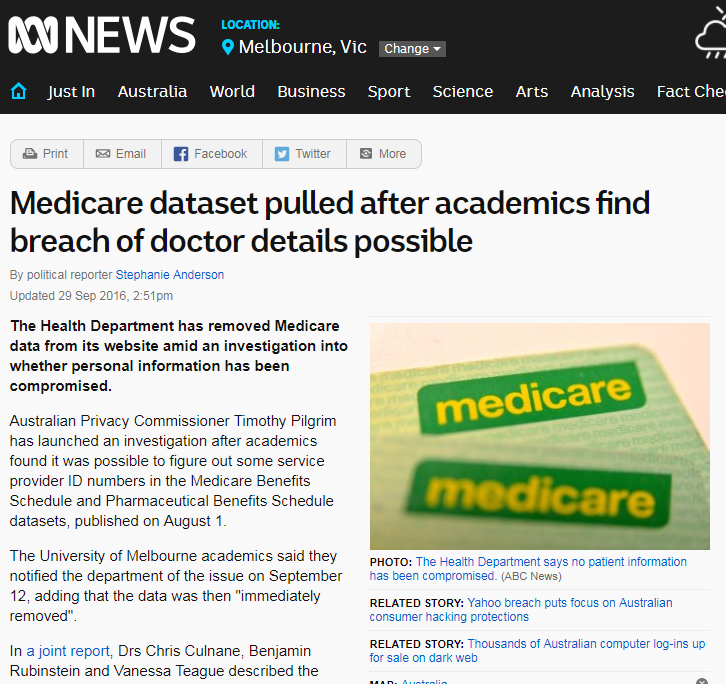 NEWS
LOCATION:
Melbourne, Vic Change
Just In Australia World Business Sport Science Arts Analysis Fact Che
Print Email Facebook Twitter More
Medicare dataset pulled after academics find
breach of doctor details possible
By political reporter Stephanie Anderson
Updated 29 Sep 2016, 2:51pm
The Health Department has removed Medicare
data from its website amid an investigation into
whether personal information has been
compromised.
Australian Privacy Commissioner Timothy Pilgrim
has launched an investigation after academics
found it was possible to figure out some service
provider ID numbers in the Medicare Benefits
Schedule and Pharmaceutical Benefits Schedule
datasets, published on August 1.
The University of Melbourne academics said they
notified the department of the issue on September
12, adding that the data was then "immediately
removed".
In a joint report, Drs Chris Culnane, Benjamin
Rubinstein and Vanessa Teague described the
medicare
medicare
PHOTO: The Health Department says no patient information
has been compromised. (ABC News)
RELATED STORY: Yahoo breach puts focus on Australian
consumer hacking protections
RELATED STORY: Thousands of Australian computer log-ins up
for sale on dark web
MAP: Australia